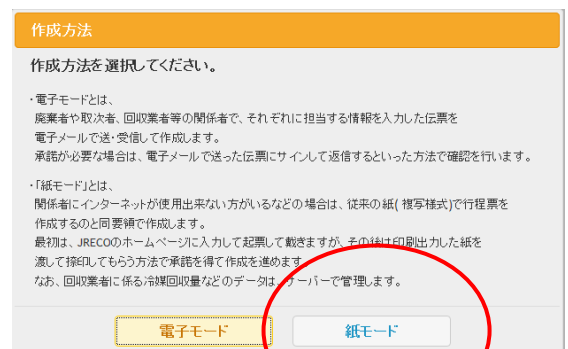 作成方法
作成方法を選択してください。
・電子モードとは、
廃棄者や取次者、回収業者等の関係者で、それぞれに担当する情報を入力した伝票を
電子メールで送・受信して作成します。
承諾が必要な場合は、電子メールで送った伝票にサインして返信するといった方法で確認を行います。
・「紙モード」とは、
関係者にインターネットが使用出来ない方がいるなどの場合は、従来の紙(複写様式)で行程票を
作成するのと同要領で作成します。
最初は、JRECOのホームページに入力して起票して戴きますが、その後は印刷出力した紙を
渡して捺印してもらう方法で承諾を得て作成を進めます。
なお、回収業者に係る冷媒回収量などのデータは、サーバーで管理します。
電子モード
紙モード